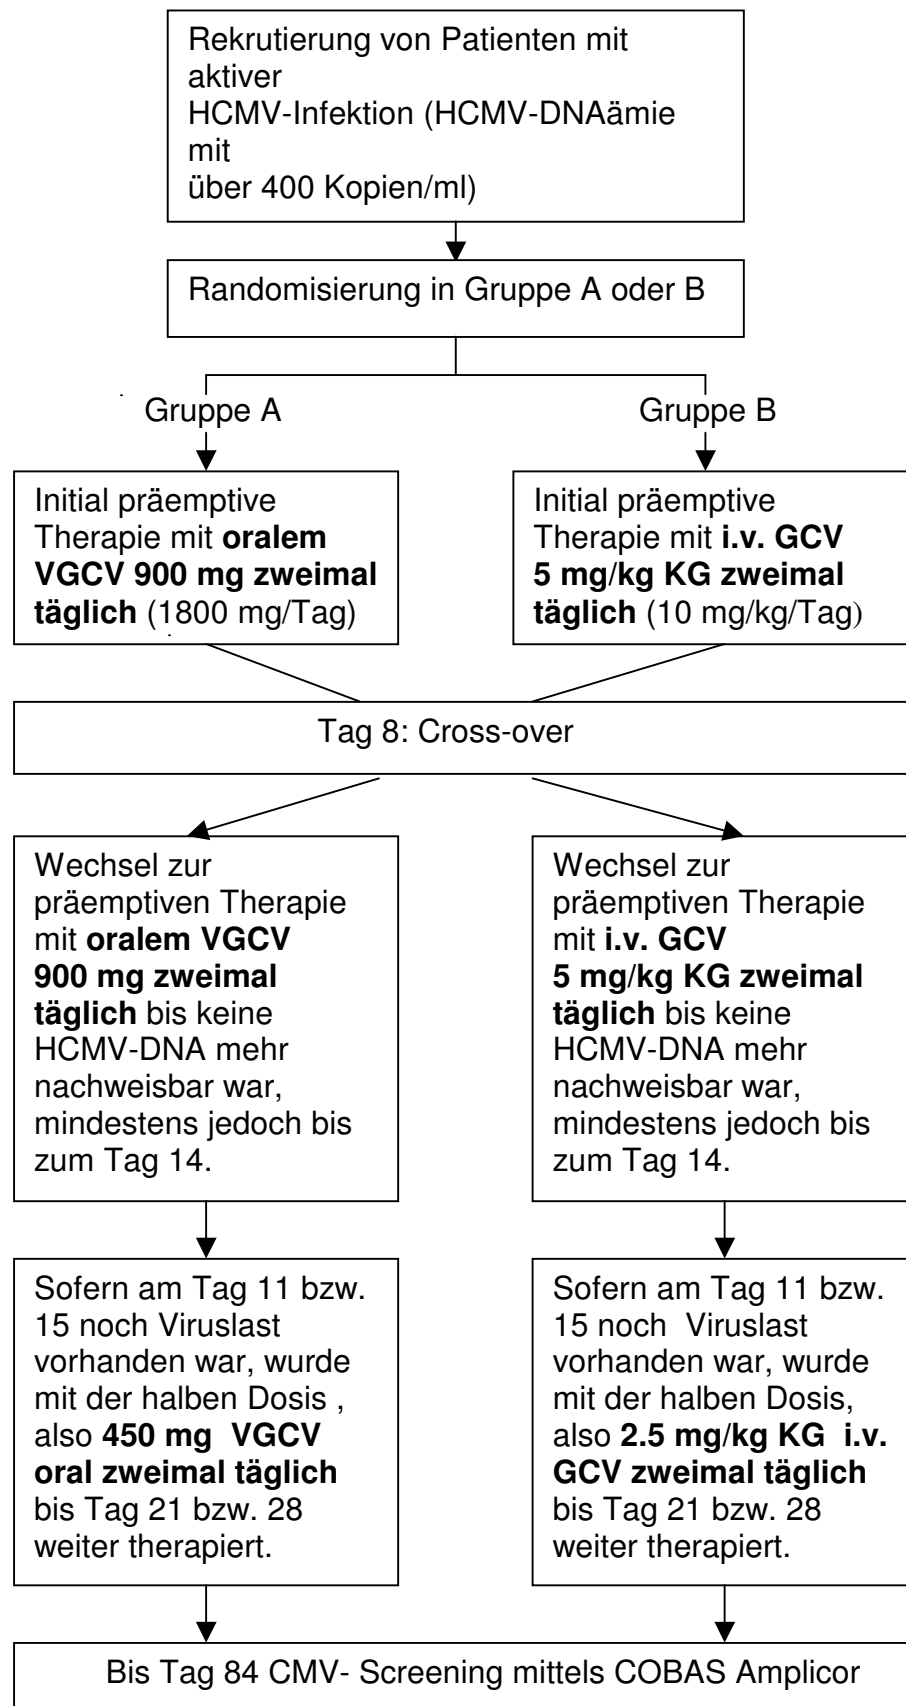 Rekrutierung von Patienten mit
aktiver
HCMV-Infektion (HCMV-DNAämie
mit
über 400 Kopien/ml)
Randomisierung in Gruppe A oder B
Gruppe A
Gruppe B
Initial präemptive
Therapie mit oralem
VGCV 900 mg zweimal
täglich (1800 mg/Tag)
Initial präemptive
Therapie mit i.v. GCV
5 mg/kg KG zweimal
täglich (10 mg/kg/Tag)
Tag 8: Cross-over
Wechsel zur
präemptiven Therapie
mit oralem VGCV
900 mg zweimal
täglich bis keine
HCMV-DNA mehr
nachweisbar war,
mindestens jedoch bis
zum Tag 14.
Wechsel zur
präemptiven Therapie
mit i.v. GCV
5 mg/kg KG zweimal
täglich bis keine
HCMV-DNA mehr
nachweisbar war,
mindestens jedoch bis
zum Tag 14.
Sofern am Tag 11 bzw.
15 noch Viruslast
vorhanden war, wurde
mit der halben Dosis ,
also 450 mg  VGCV
oral zweimal täglich
bis Tag 21 bzw. 28
weiter therapiert.
Sofern am Tag 11 bzw.
15 noch  Viruslast
vorhanden war, wurde
mit der halben Dosis,
also 2.5 mg/kg KG  i.v.
GCV zweimal täglich
bis Tag 21 bzw. 28
weiter therapiert.
Bis Tag 84 CMV- Screening mittels COBAS Amplicor